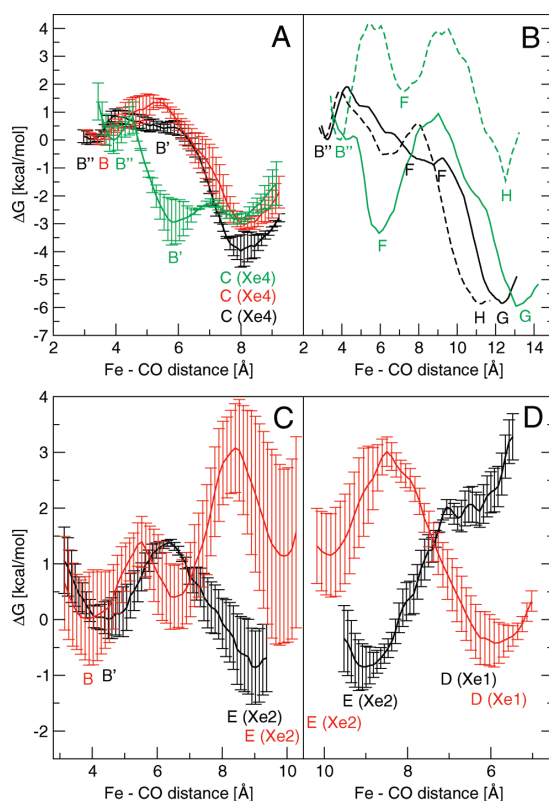 A
B
ΔG [kcal/mol]
5
4
3
2
1
0
-1
-2
-3
-4
-5
-6
-7
B'' B B''
B'
B'
C (Xe4)
C (Xe4)
C (Xe4)
B'' B''
F
F
F F
H
H G G
2 4 6 8 10
2 4 6 8 10 12 14
Fe - CO distance [Å]
Fe - CO distance [Å]
C
D
ΔG [kcal/mol]
4
3
2
1
0
-1
-2
B B'
E (Xe2)
E (Xe2)
E (Xe2)
E (Xe2)
D (Xe1)
D (Xe1)
4 6 8 10
10 8 6
Fe - CO distance [Å]
Fe - CO distance [Å]